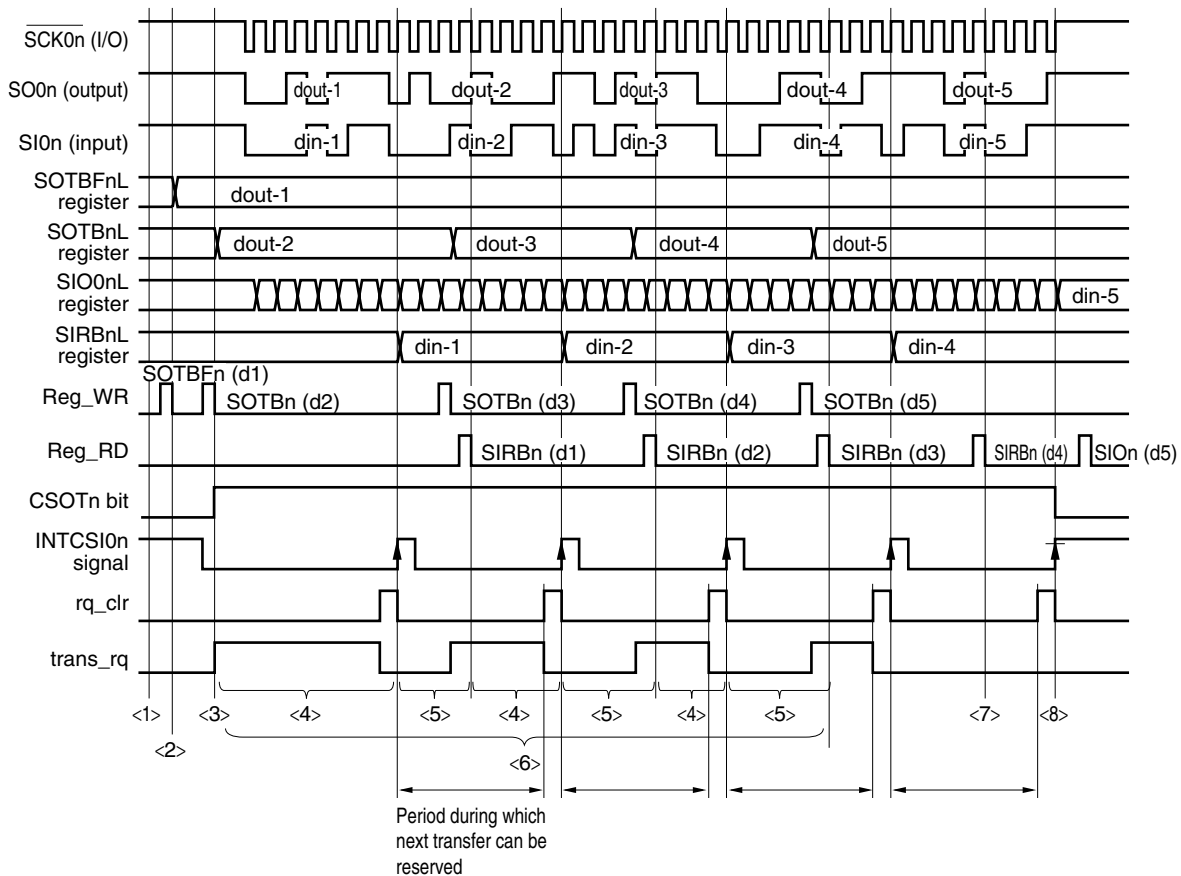 SCK0n (I/O)
SO0n (output) dout-1 dout-2 dout-3 dout-4 dout-5
SI0n (input) din-1 din-2 din-3 din-4 din-5
SOTBFnL
register dout-1
SOTBnL
register dout-2 dout-3 dout-4 dout-5
SIO0nL
register din-5
SIRBnL
register din-1 din-2 din-3 din-4
SOTBFn (d1)
Reg_WR SOTBn (d2) SOTBn (d3) SOTBn (d4) SOTBn (d5)
Reg_RD SIRBn (d1) SIRBn (d2) SIRBn (d3) SIRBn (d4) SIOn (d5)
CSOTn bit
INTCSI0n
signal
rq_clr
trans_rq
<1> <3> <4> <5> <4> <5> <4> <5> <7> <8>
<2> <6>
Period during which
next transfer can be
reserved